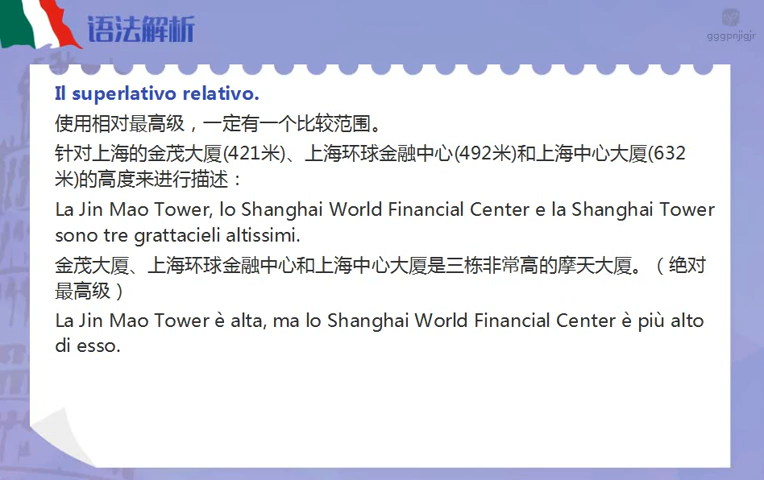 语法解析
gggpnjigjr
Il superlativo relativo.
使用相对最高级，一定有一个比较范围。
针对上海的金茂大厦(421米)、上海环球金融中心(492米)和上海中心大厦(632
米)的高度来进行描述：
La Jin Mao Tower, lo Shanghai World Financial Center e la Shanghai Tower
sono tre grattacieli altissimi.
金茂大厦、上海环球金融中心和上海中心大厦是三栋非常高的摩天大厦。（绝对
最高级）
La Jin Mao Tower è alta, ma lo Shanghai World Financial Center è più alto
di esso.